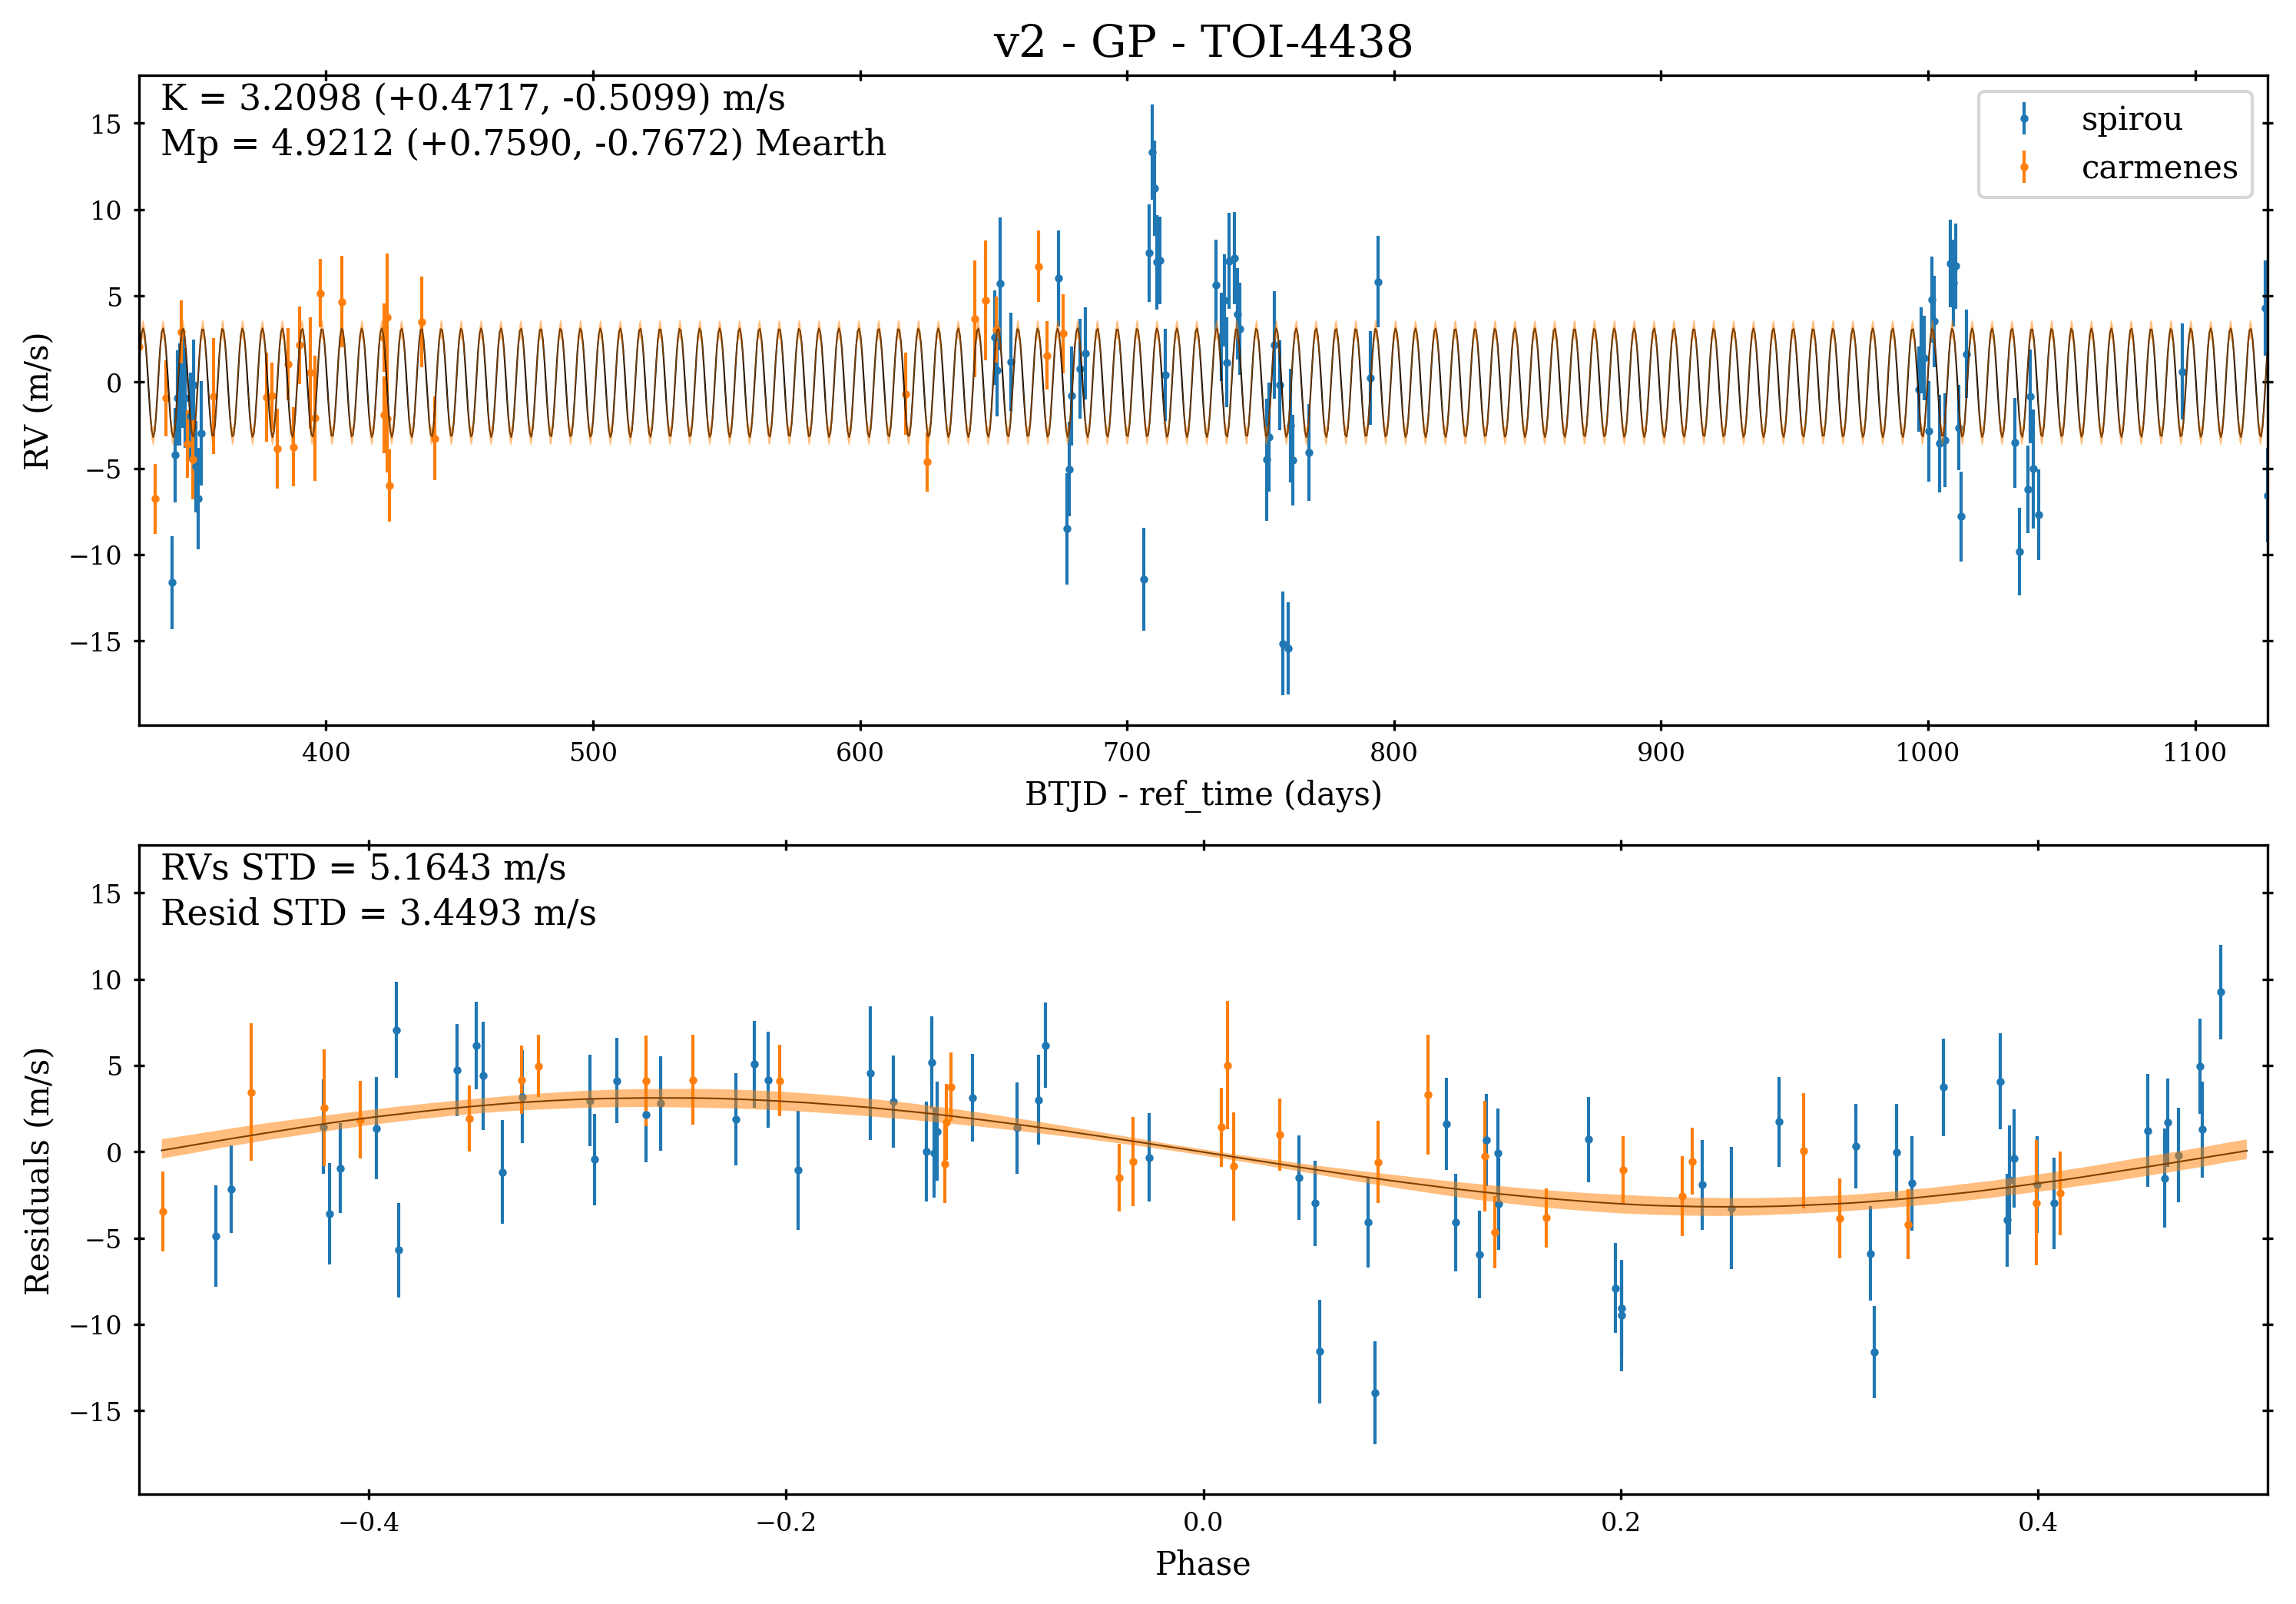 v2 - GP - TOI-4438
K = 3.2098 (+0.4717, -0.5099) m/s
Mp = 4.9212 (+0.7590, -0.7672) Mearth
spirou
carmenes
15
10
5
0
−5
−10
−15
RV (m/s)
400 500 600 700 800 900 1000 1100
BTJD - ref_time (days)
RVs STD = 5.1643 m/s
Resid STD = 3.4493 m/s
15
10
5
0
−5
−10
−15
Residuals (m/s)
−0.4 −0.2 0.0 0.2 0.4
Phase